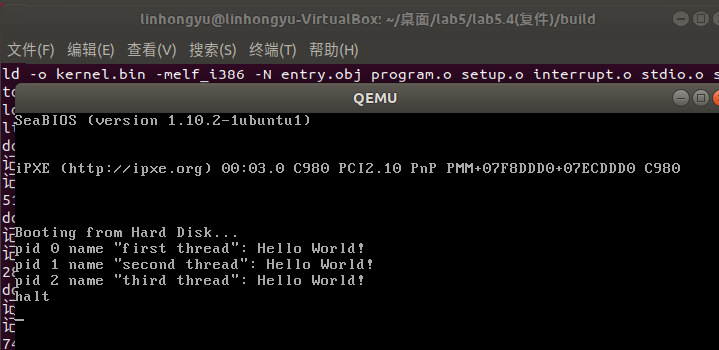 linhongyu@linhongyu-VirtualBox: ~/桌面/lab5/lab5.4(复件)/build
文件(F) 编辑(E) 查看(V) 搜索(S) 终端(T) 帮助(H)
ld -o kernel.bin -melf_i386 -N entry.obj program.o setup.o interrupt.o stdio.o s
QEMU
SeaBIOS (version 1.10.2-1ubuntu1)
iPXE (http://ipxe.org) 00:03.0 C980 PCI2.10 PnP PMM+07F8DDD0+07ECDDD0 C980
Booting from Hard Disk...
pid 0 name "first thread": Hello World!
pid 1 name "second thread": Hello World!
pid 2 name "third thread": Hello World!
halt